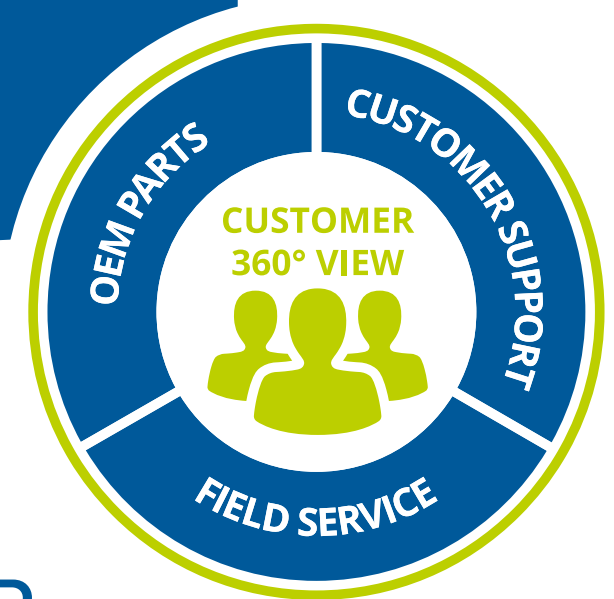 OEM PARTS
CUSTOMER SUPPORT
CUSTOMER
360° VIEW
FIELD SERVICE